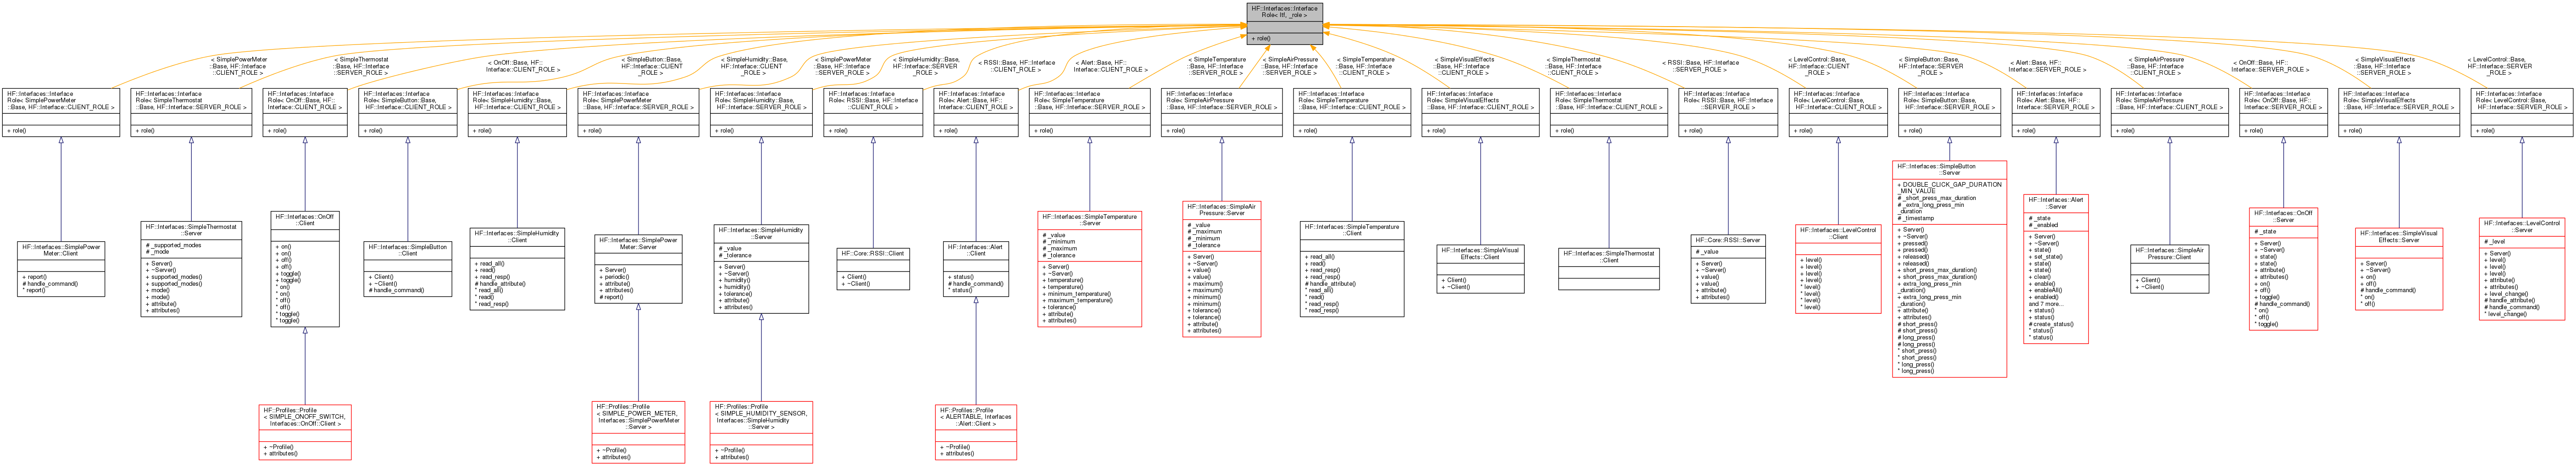 HF::Interfaces::Interface
Role< Itf, _role >
+ role()
< SimplePowerMeter
::Base, HF::Interface
::CLIENT_ROLE >
< SimpleThermostat
::Base, HF::Interface
::SERVER_ROLE >
< OnOff::Base, HF::
Interface::CLIENT_ROLE >
< SimpleButton::Base,
HF::Interface::CLIENT
_ROLE >
< SimpleHumidity::Base,
HF::Interface::CLIENT
_ROLE >
< SimplePowerMeter
::Base, HF::Interface
::SERVER_ROLE >
< SimpleHumidity::Base,
HF::Interface::SERVER
_ROLE >
< RSSI::Base, HF::Interface
::CLIENT_ROLE >
< Alert::Base, HF::
Interface::CLIENT_ROLE >
< SimpleTemperature
::Base, HF::Interface
::SERVER_ROLE >
< SimpleAirPressure
::Base, HF::Interface
::SERVER_ROLE >
< SimpleTemperature
::Base, HF::Interface
::CLIENT_ROLE >
< SimpleVisualEffects
::Base, HF::Interface
::CLIENT_ROLE >
< SimpleThermostat
::Base, HF::Interface
::CLIENT_ROLE >
< RSSI::Base, HF::Interface
::SERVER_ROLE >
< LevelControl::Base,
HF::Interface::CLIENT
_ROLE >
< SimpleButton::Base,
HF::Interface::SERVER
_ROLE >
< Alert::Base, HF::
Interface::SERVER_ROLE >
< SimpleAirPressure
::Base, HF::Interface
::CLIENT_ROLE >
< OnOff::Base, HF::
Interface::SERVER_ROLE >
< SimpleVisualEffects
::Base, HF::Interface
::SERVER_ROLE >
< LevelControl::Base,
HF::Interface::SERVER
_ROLE >
HF::Interfaces::Interface
Role< SimplePowerMeter
::Base, HF::Interface::CLIENT_ROLE >
+ role()
HF::Interfaces::Interface
Role< SimpleThermostat
::Base, HF::Interface::SERVER_ROLE >
+ role()
HF::Interfaces::Interface
Role< OnOff::Base, HF::
Interface::CLIENT_ROLE >
+ role()
HF::Interfaces::Interface
Role< SimpleButton::Base,
HF::Interface::CLIENT_ROLE >
+ role()
HF::Interfaces::Interface
Role< SimpleHumidity::Base,
HF::Interface::CLIENT_ROLE >
+ role()
HF::Interfaces::Interface
Role< SimplePowerMeter
::Base, HF::Interface::SERVER_ROLE >
+ role()
HF::Interfaces::Interface
Role< SimpleHumidity::Base,
HF::Interface::SERVER_ROLE >
+ role()
HF::Interfaces::Interface
Role< RSSI::Base, HF::Interface
::CLIENT_ROLE >
+ role()
HF::Interfaces::Interface
Role< Alert::Base, HF::
Interface::CLIENT_ROLE >
+ role()
HF::Interfaces::Interface
Role< SimpleTemperature
::Base, HF::Interface::SERVER_ROLE >
+ role()
HF::Interfaces::Interface
Role< SimpleAirPressure
::Base, HF::Interface::SERVER_ROLE >
+ role()
HF::Interfaces::Interface
Role< SimpleTemperature
::Base, HF::Interface::CLIENT_ROLE >
+ role()
HF::Interfaces::Interface
Role< SimpleVisualEffects
::Base, HF::Interface::CLIENT_ROLE >
+ role()
HF::Interfaces::Interface
Role< SimpleThermostat
::Base, HF::Interface::CLIENT_ROLE >
+ role()
HF::Interfaces::Interface
Role< RSSI::Base, HF::Interface
::SERVER_ROLE >
+ role()
HF::Interfaces::Interface
Role< LevelControl::Base,
HF::Interface::CLIENT_ROLE >
+ role()
HF::Interfaces::Interface
Role< SimpleButton::Base,
HF::Interface::SERVER_ROLE >
+ role()
HF::Interfaces::Interface
Role< Alert::Base, HF::
Interface::SERVER_ROLE >
+ role()
HF::Interfaces::Interface
Role< SimpleAirPressure
::Base, HF::Interface::CLIENT_ROLE >
+ role()
HF::Interfaces::Interface
Role< OnOff::Base, HF::
Interface::SERVER_ROLE >
+ role()
HF::Interfaces::Interface
Role< SimpleVisualEffects
::Base, HF::Interface::SERVER_ROLE >
+ role()
HF::Interfaces::Interface
Role< LevelControl::Base,
HF::Interface::SERVER_ROLE >
+ role()
HF::Interfaces::SimplePower
Meter::Client
+ report()
# handle_command()
* report()
HF::Interfaces::SimpleThermostat
::Server
# _supported_modes
# _mode
+ Server()
+ ~Server()
+ supported_modes()
+ supported_modes()
+ mode()
+ mode()
+ attribute()
+ attributes()
HF::Interfaces::OnOff
::Client
+ on()
+ on()
+ off()
+ off()
+ toggle()
+ toggle()
* on()
* on()
* off()
* off()
* toggle()
* toggle()
HF::Interfaces::SimpleButton
::Client
+ Client()
+ ~Client()
# handle_command()
HF::Interfaces::SimpleHumidity
::Client
+ read_all()
+ read()
+ read_resp()
# handle_attribute()
* read_all()
* read()
* read_resp()
HF::Interfaces::SimplePower
Meter::Server
+ Server()
+ periodic()
+ attribute()
+ attributes()
# report()
HF::Interfaces::SimpleHumidity
::Server
# _value
# _tolerance
+ Server()
+ ~Server()
+ humidity()
+ humidity()
+ tolerance()
+ attribute()
+ attributes()
HF::Core::RSSI::Client
+ Client()
+ ~Client()
HF::Interfaces::Alert
::Client
+ status()
# handle_command()
* status()
HF::Interfaces::SimpleTemperature
::Server
# _value
# _minimum
# _maximum
# _tolerance
+ Server()
+ ~Server()
+ temperature()
+ temperature()
+ minimum_temperature()
+ maximum_temperature()
+ tolerance()
+ attribute()
+ attributes()
HF::Interfaces::SimpleAir
Pressure::Server
# _value
# _maximum
# _minimum
# _tolerance
+ Server()
+ ~Server()
+ value()
+ value()
+ maximum()
+ maximum()
+ minimum()
+ minimum()
+ tolerance()
+ tolerance()
+ attribute()
+ attributes()
HF::Interfaces::SimpleTemperature
::Client
+ read_all()
+ read()
+ read_resp()
+ read_resp()
# handle_attribute()
* read_all()
* read()
* read_resp()
* read_resp()
HF::Interfaces::SimpleVisual
Effects::Client
+ Client()
+ ~Client()
HF::Interfaces::SimpleThermostat
::Client
HF::Core::RSSI::Server
# _value
+ Server()
+ ~Server()
+ value()
+ value()
+ attribute()
+ attributes()
HF::Interfaces::LevelControl
::Client
+ level()
+ level()
+ level()
+ level()
* level()
* level()
* level()
* level()
HF::Interfaces::SimpleButton
::Server
+ DOUBLE_CLICK_GAP_DURATION
_MIN_VALUE
# _short_press_max_duration
# _extra_long_press_min
_duration
# _timestamp
+ Server()
+ ~Server()
+ pressed()
+ pressed()
+ released()
+ released()
+ short_press_max_duration()
+ short_press_max_duration()
+ extra_long_press_min
_duration()
+ extra_long_press_min
_duration()
+ attribute()
+ attributes()
# short_press()
# short_press()
# long_press()
# long_press()
* short_press()
* short_press()
* long_press()
* long_press()
HF::Interfaces::Alert
::Server
# _state
# _enabled
+ Server()
+ ~Server()
+ state()
+ set_state()
+ state()
+ state()
+ clear()
+ enable()
+ enableAll()
+ enabled()
and 7 more...
+ status()
+ status()
# create_status()
* status()
* status()
HF::Interfaces::SimpleAir
Pressure::Client
+ Client()
+ ~Client()
HF::Interfaces::OnOff
::Server
# _state
+ Server()
+ ~Server()
+ state()
+ state()
+ attribute()
+ attributes()
+ on()
+ off()
+ toggle()
# handle_command()
* on()
* off()
* toggle()
HF::Interfaces::SimpleVisual
Effects::Server
+ Server()
+ ~Server()
+ on()
+ off()
# handle_command()
* on()
* off()
HF::Interfaces::LevelControl
::Server
# _level
+ Server()
+ level()
+ level()
+ level()
+ attribute()
+ attributes()
+ level_change()
# handle_attribute()
# handle_command()
* level_change()
HF::Profiles::Profile
< SIMPLE_ONOFF_SWITCH,
Interfaces::OnOff::Client >
+ ~Profile()
+ attributes()
HF::Profiles::Profile
< SIMPLE_POWER_METER,
Interfaces::SimplePowerMeter
::Server >
+ ~Profile()
+ attributes()
HF::Profiles::Profile
< SIMPLE_HUMIDITY_SENSOR,
Interfaces::SimpleHumidity
::Server >
+ ~Profile()
+ attributes()
HF::Profiles::Profile
< ALERTABLE, Interfaces
::Alert::Client >
+ ~Profile()
+ attributes()